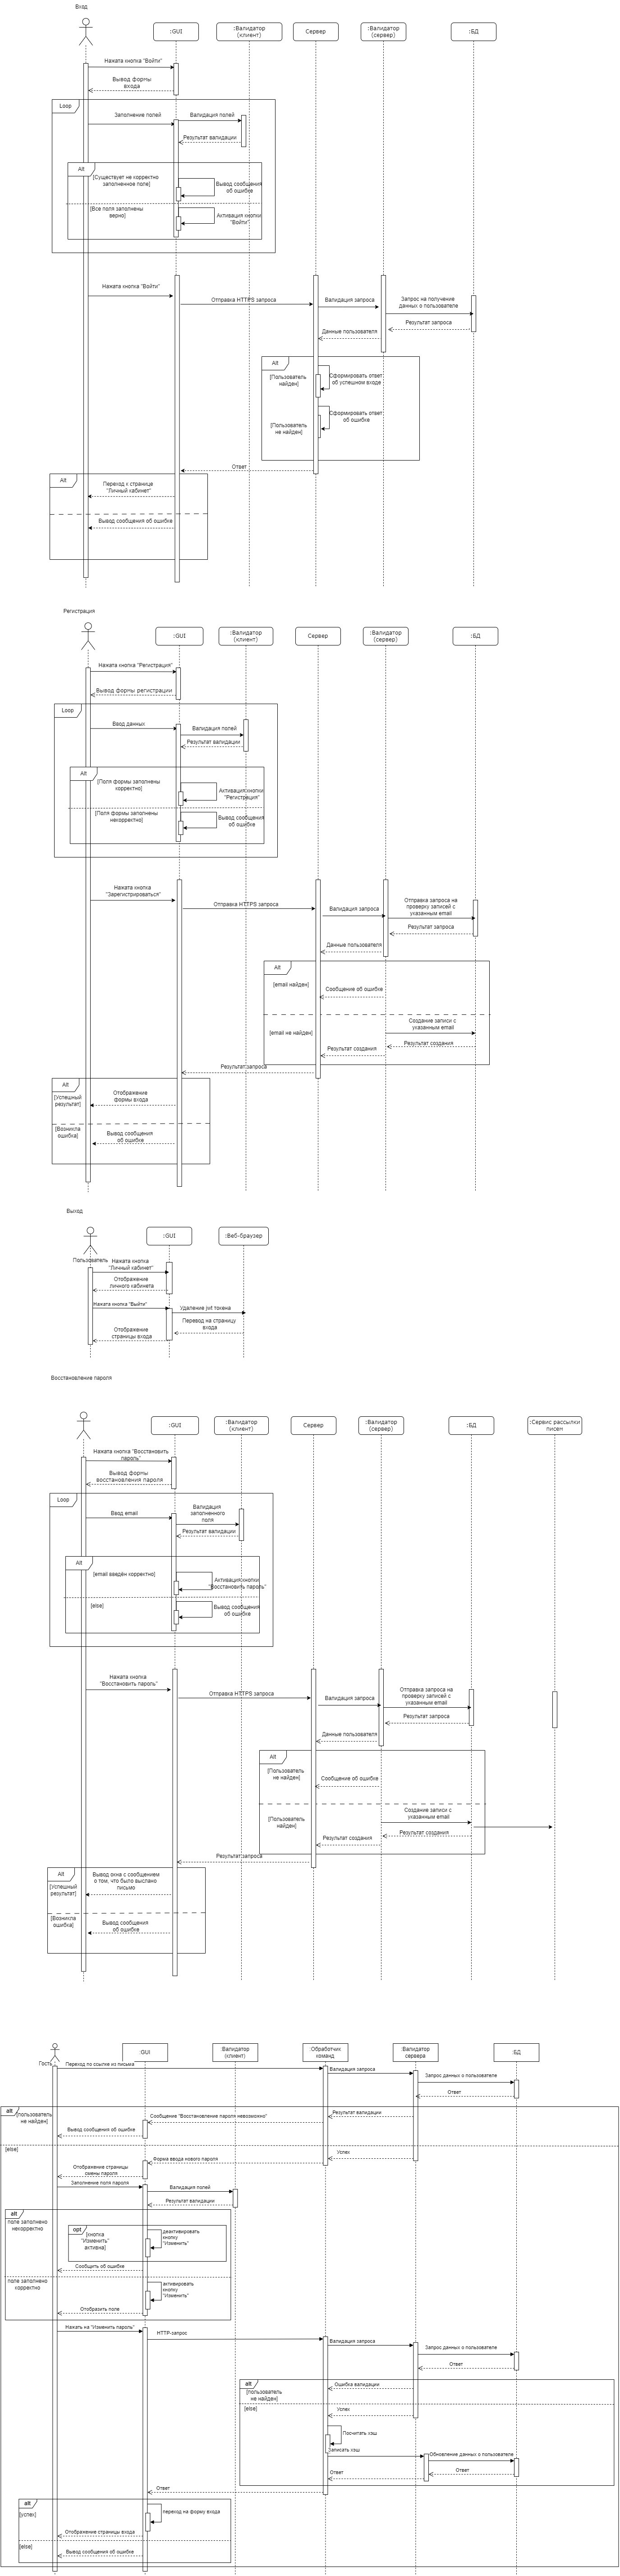 Вход
:GUI
:Валидатор
(клиент)
Сервер
:Валидатор
(сервер)
:БД
Нажата кнопка "Войти"
Вывод формы
входа
Loop
Заполнение полей
Валидация полей
Результат валидации
Alt
[Существует не корректно
заполненное поле]
Вывод сообщения
об ошибке
[Все поля заполнены
верно]
Активация кнопки
"Войти"
Нажата кнопка "Войти"
Отправка HTTPS запроса
Валидация запроса
Запрос на получение
данных о пользователе
Результат запроса
Данные пользователя
Alt
[Пользователь
найден]
Сформировать ответ
об успешном входе
Сформировать ответ
об ошибке
[Пользователь
не найден]
Ответ
Alt
Переход к странице
"Личный кабинет"
Вывод сообщения об ошибке
Регистрация
:GUI
:Валидатор
(клиент)
Сервер
:Валидатор
(сервер)
:БД
Нажата кнопка "Регистрация"
Вывод формы регистрации
Loop
Ввод данных
Валидация полей
Результат валидации
Alt
[Поля формы заполнены
корректно]
Активация кнопки
"Регистрация"
[Поля формы заполнены
некорректно]
Вывод сообщения
об ошибке
Нажата кнопка
"Зарегистрироваться"
Отправка HTTPS запроса
Валидация запроса
Отправка запроса на
проверку записей с
указанным email
Результат запроса
Данные пользователя
Alt
[email найден]
Сообщение об ошибке
[email не найден]
Создание записи с
указанным email
Результат создания
Результат создания
Результат запроса
Alt
[Успешный
результат]
Отображение
формы входа
[Возникла
ошибка]
Вывод сообщения
об ошибке
Выход
:GUI
:Веб-браузер
Пользователь
Нажата кнопка
"Личный кабинет"
Отображение
личного кабинета
Нажата кнопка "Выйти"
Удаление jwt токена
Перевод на страницу
входа
Отображение
страницы входа
Восстановление пароля
:GUI
:Валидатор
(клиент)
Сервер
:Валидатор
(сервер)
:БД
:Сервис рассылки
писем
Нажата кнопка "Восстановить
пароль"
Вывод формы
восстановления пароля
Loop
Ввод email
Валидация
заполненного
поля
Результат валидации
Alt
[email введён корректно]
Активация кнопки
"Восстановить пароль"
[else]
Вывод сообщения
об ошибке
Нажата кнопка
"Восстановить пароль"
Отправка HTTPS запроса
Валидация запроса
Отправка запроса на
проверку записей с
указанным email
Результат запроса
Данные пользователя
Alt
[Пользователь
не найден]
Сообщение об ошибке
[Пользователь
найден]
Создание записи с
указанным email
Результат создания
Результат создания
Результат запроса
Alt
[Успешный
результат]
Вывод окна с сообщением
о том, что было выслано
письмо
[Возникла
ошибка]
Вывод сообщения
об ошибке
Гость
GUI
:Валидатор
(клиент)
Обработчик
команд
:Валидатор
сервера
:БД
Переход по ссылке из письма
Валидация запроса
Запрос данных о пользователе
Ответ
alt
[пользователь
не найден]
Результат валидации
Сообщение "Восстановление пароля невозможно"
Вывод сообщения об ошибке
[else]
Успех
Форма ввода нового пароля
Отображение страницы
смены пароля
Заполнение поля пароля
Валидация полей
Результат валидации
alt
поле заполнено
некорректно
opt
[кнопка
"Изменить"
активна]
деактивировать
кнопку
"Изменить"
Сообщить об ошибке
поле заполнено
корректно
активировать
кнопку
"Изменить"
Отобразить поле
Нажать на "Изменить пароль"
HTTP-запрос
Валидация запроса
Запрос данных о пользователе
Ответ
alt
[пользователь
не найден]
Ошибка валидации
[else]
Успех
Посчитать хэш
Записать хэш
Обновление данных о пользователе
Ответ
Ответ
Ответ
alt
[успех]
переход на форму входа
Отображение страницы входа
[else]
Вывод сообщения об ошибке